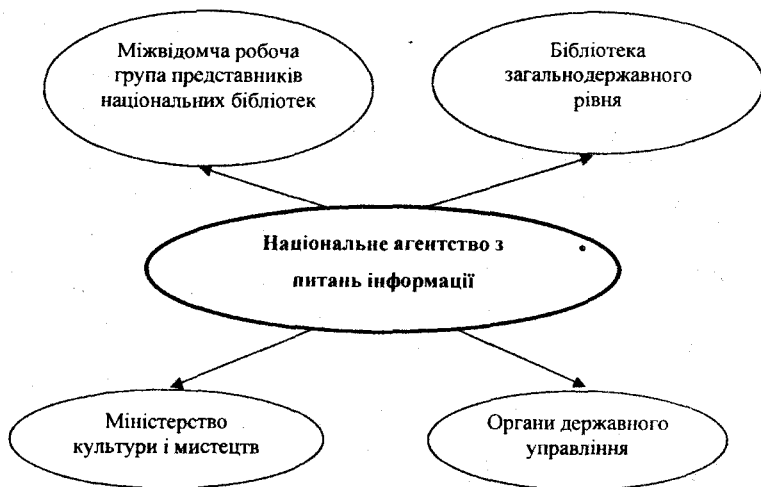 Міжвідомча робоча
група представників
національних бібліотек
Бібліотека
загальнодержавного
рівня
Національне агентство з
питань інформації
Міністерство
культури і мистецтв
Органи державного
управління